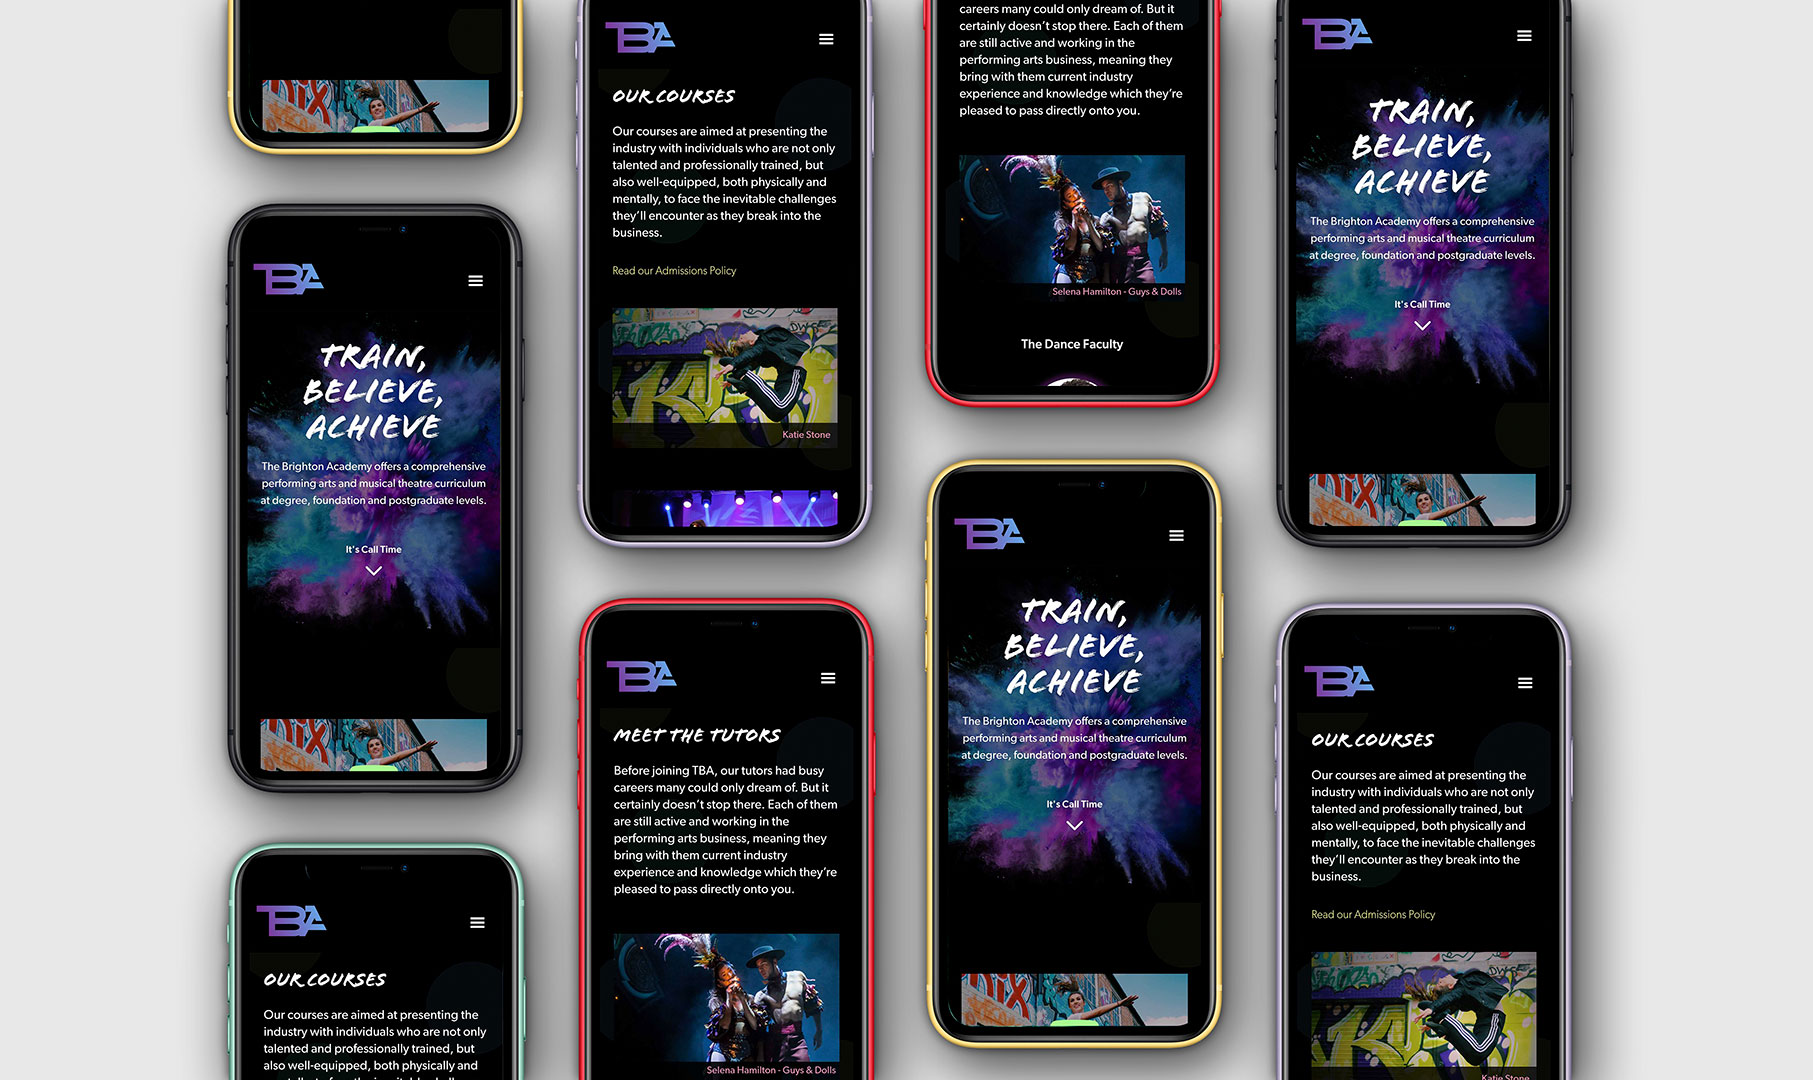 TBA
TRAIN,
BELIEVE,
ACHIEVE
The Brighton Academy offers a comprehensive
performing arts and musical theatre curriculum
at degree, foundation and postgraduate levels.
It's Call Time
TBA
OUR COURSES
Our courses are aimed at presenting the
industry with individuals who are not only
talented and professionally trained, but
also well-equipped, both physically and
TBA
OUR COURSES
Our courses are aimed at presenting the
industry with individuals who are not only
talented and professionally trained, but
also well-equipped, both physically and
mentally, to face the inevitable challenges
they'll encounter as they break into the
business.
Read our Admissions Policy
Katie Stone
TBA
MEET THE TUTORS
Before joining TBA, our tutors had busy
careers many could only dream of. But it
certainly doesn't stop there. Each of them
are still active and working in the
performing arts business, meaning they
bring with them current industry
experience and knowledge which they're
pleased to pass directly onto you.
Selena Hamilton - Guys & Dolls
careers many could only dream of. But it
certainly doesn't stop there. Each of them
are still active and working in the
performing arts business, meaning they
bring with them current industry
experience and knowledge which they're
pleased to pass directly onto you.
Selena Hamilton - Guys & Dolls
The Dance Faculty
TBA
TRAIN,
BELIEVE,
ACHIEVE
The Brighton Academy offers a comprehensive
performing arts and musical theatre curriculum
at degree, foundation and postgraduate levels.
It's Call Time
TBA
TRAIN,
BELIEVE,
ACHIEVE
The Brighton Academy offers a comprehensive
performing arts and musical theatre curriculum
at degree, foundation and postgraduate levels.
It's Call Time
TBA
OUR COURSES
Our courses are aimed at presenting the
industry with individuals who are not only
talented and professionally trained, but
also well-equipped, both physically and
mentally, to face the inevitable challenges
they'll encounter as they break into the
business.
Read our Admissions Policy
Katie Stone